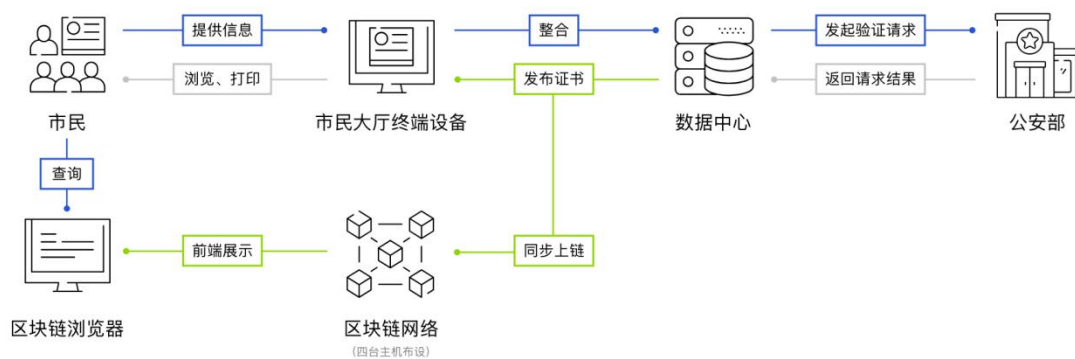 提供信息
整合
发起验证请求
浏览、打印
发布证书
返回请求结果
市民
市民大厅终端设备
数据中心
公安部
查询
前端展示
同步上链
区块链浏览器
区块链网络
(四台主机布设)